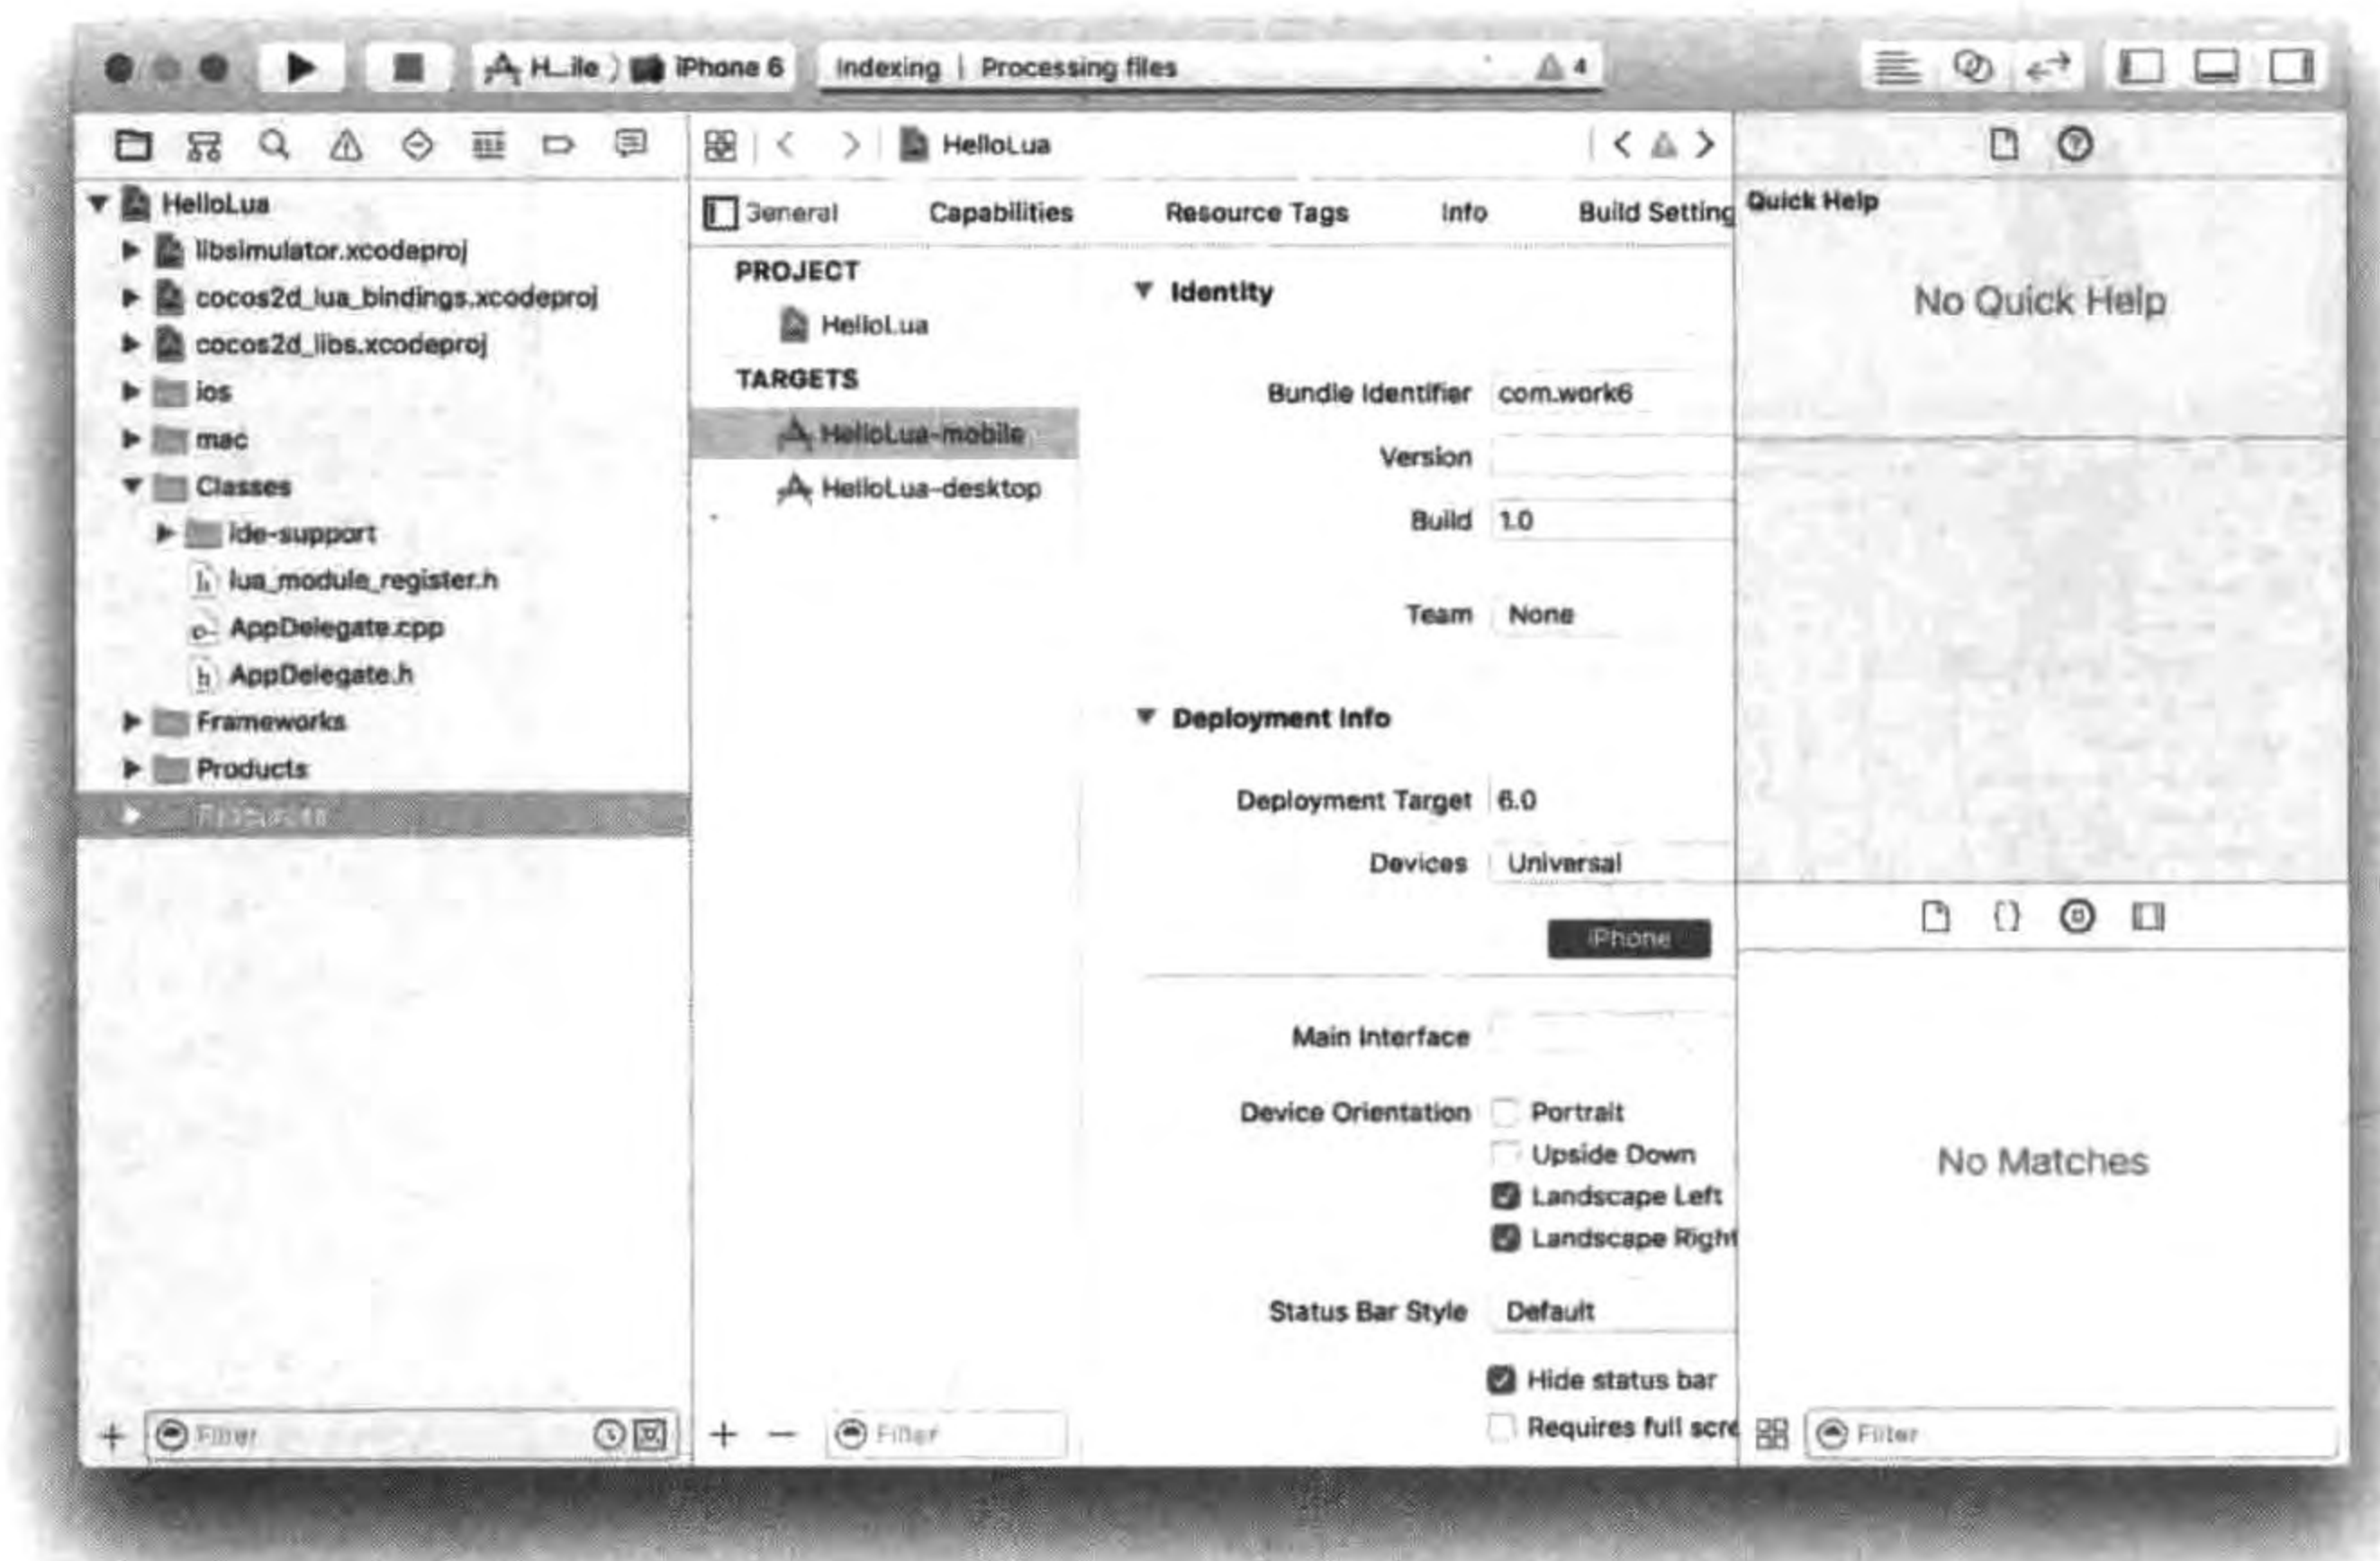 H...ile
iPhone 6
Indexing | Processing files
4
HelloLua
libsimulator.xcodeproj
cocos2d_lua_bindings.xcodeproj
cocos2d_libs.xcodeproj
ios
mac
Classes
ide-support
lua_module_register.h
AppDelegate.cpp
AppDelegate.h
Frameworks
Products
Resources
Filter
HelloLua
General Capabilities Resource Tags Info Build Setting
PROJECT
HelloLua
TARGETS
HelloLua-mobile
HelloLua-desktop
Filter
Identity
Bundle Identifier com.work6
Version
Build 1.0
Team None
Deployment Info
Deployment Target 6.0
Devices Universal
iPhone
Main Interface
Device Orientation Portrait
Upside Down
Landscape Left
Landscape Right
Status Bar Style Default
Hide status bar
Requires full scre
Quick Help
No Quick Help
No Matches
Filter